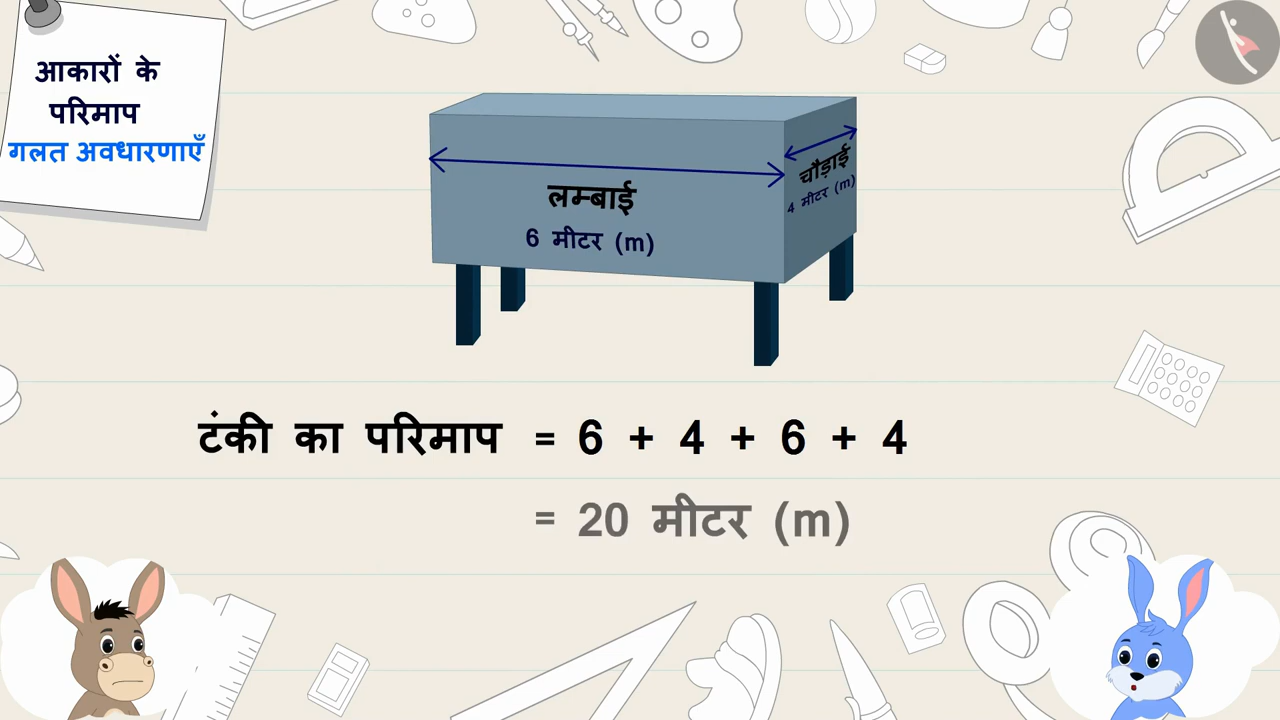 आकारों के
परिमाप
गलत अवधारणाएँ
लम्बाई
6 मीटर (m)
चौड़ाई
4 मीटर (m)
टंकी का परिमाप = 6 + 4 + 6 + 4
= 20 मीटर (m)